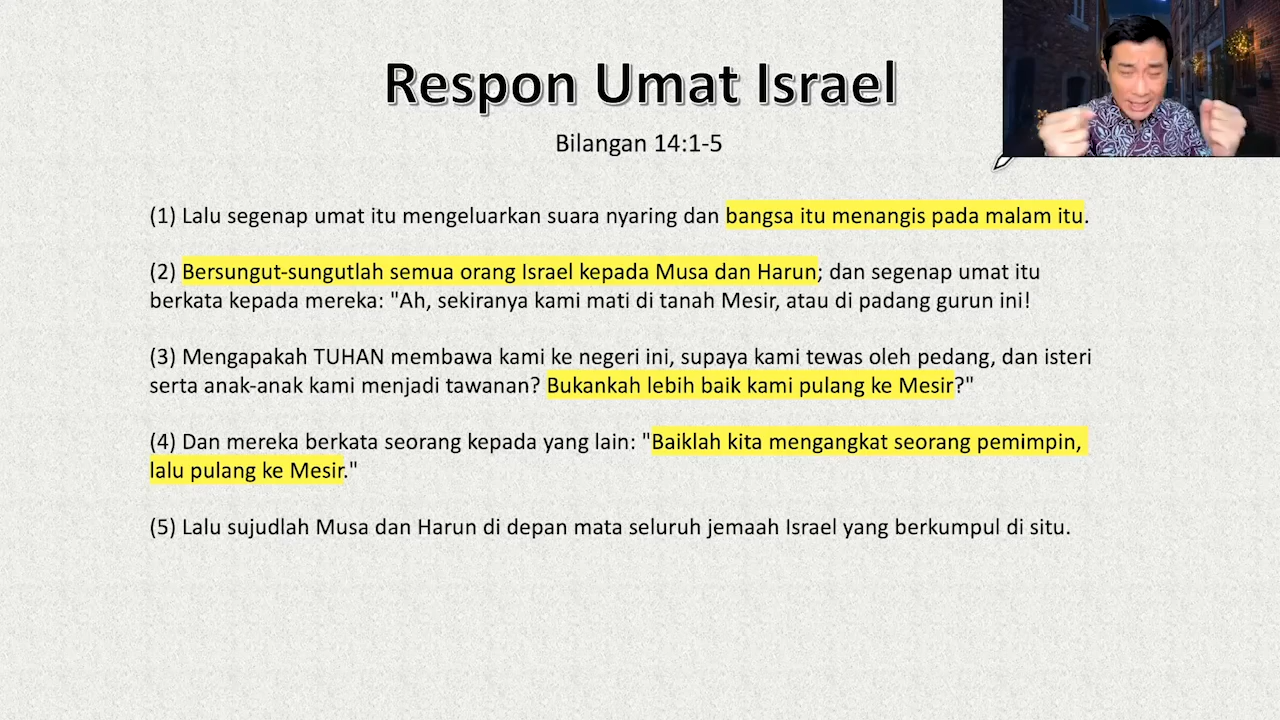 Respon Umat Israel
Bilangan 14:1-5
(1) Lalu segenap umat itu mengeluarkan suara nyaring dan bangsa itu menangis pada malam itu.
(2) Bersungut-sungutlah semua orang Israel kepada Musa dan Harun; dan segenap umat itu
berkata kepada mereka: "Ah, sekiranya kami mati di tanah Mesir, atau di padang gurun ini!
(3) Mengapakah TUHAN membawa kami ke negeri ini, supaya kami tewas oleh pedang, dan isteri
serta anak-anak kami menjadi tawanan? Bukankah lebih baik kami pulang ke Mesir?"
(4) Dan mereka berkata seorang kepada yang lain: "Baiklah kita mengangkat seorang pemimpin,
lalu pulang ke Mesir."
(5) Lalu sujudlah Musa dan Harun di depan mata seluruh jemaah Israel yang berkumpul di situ.